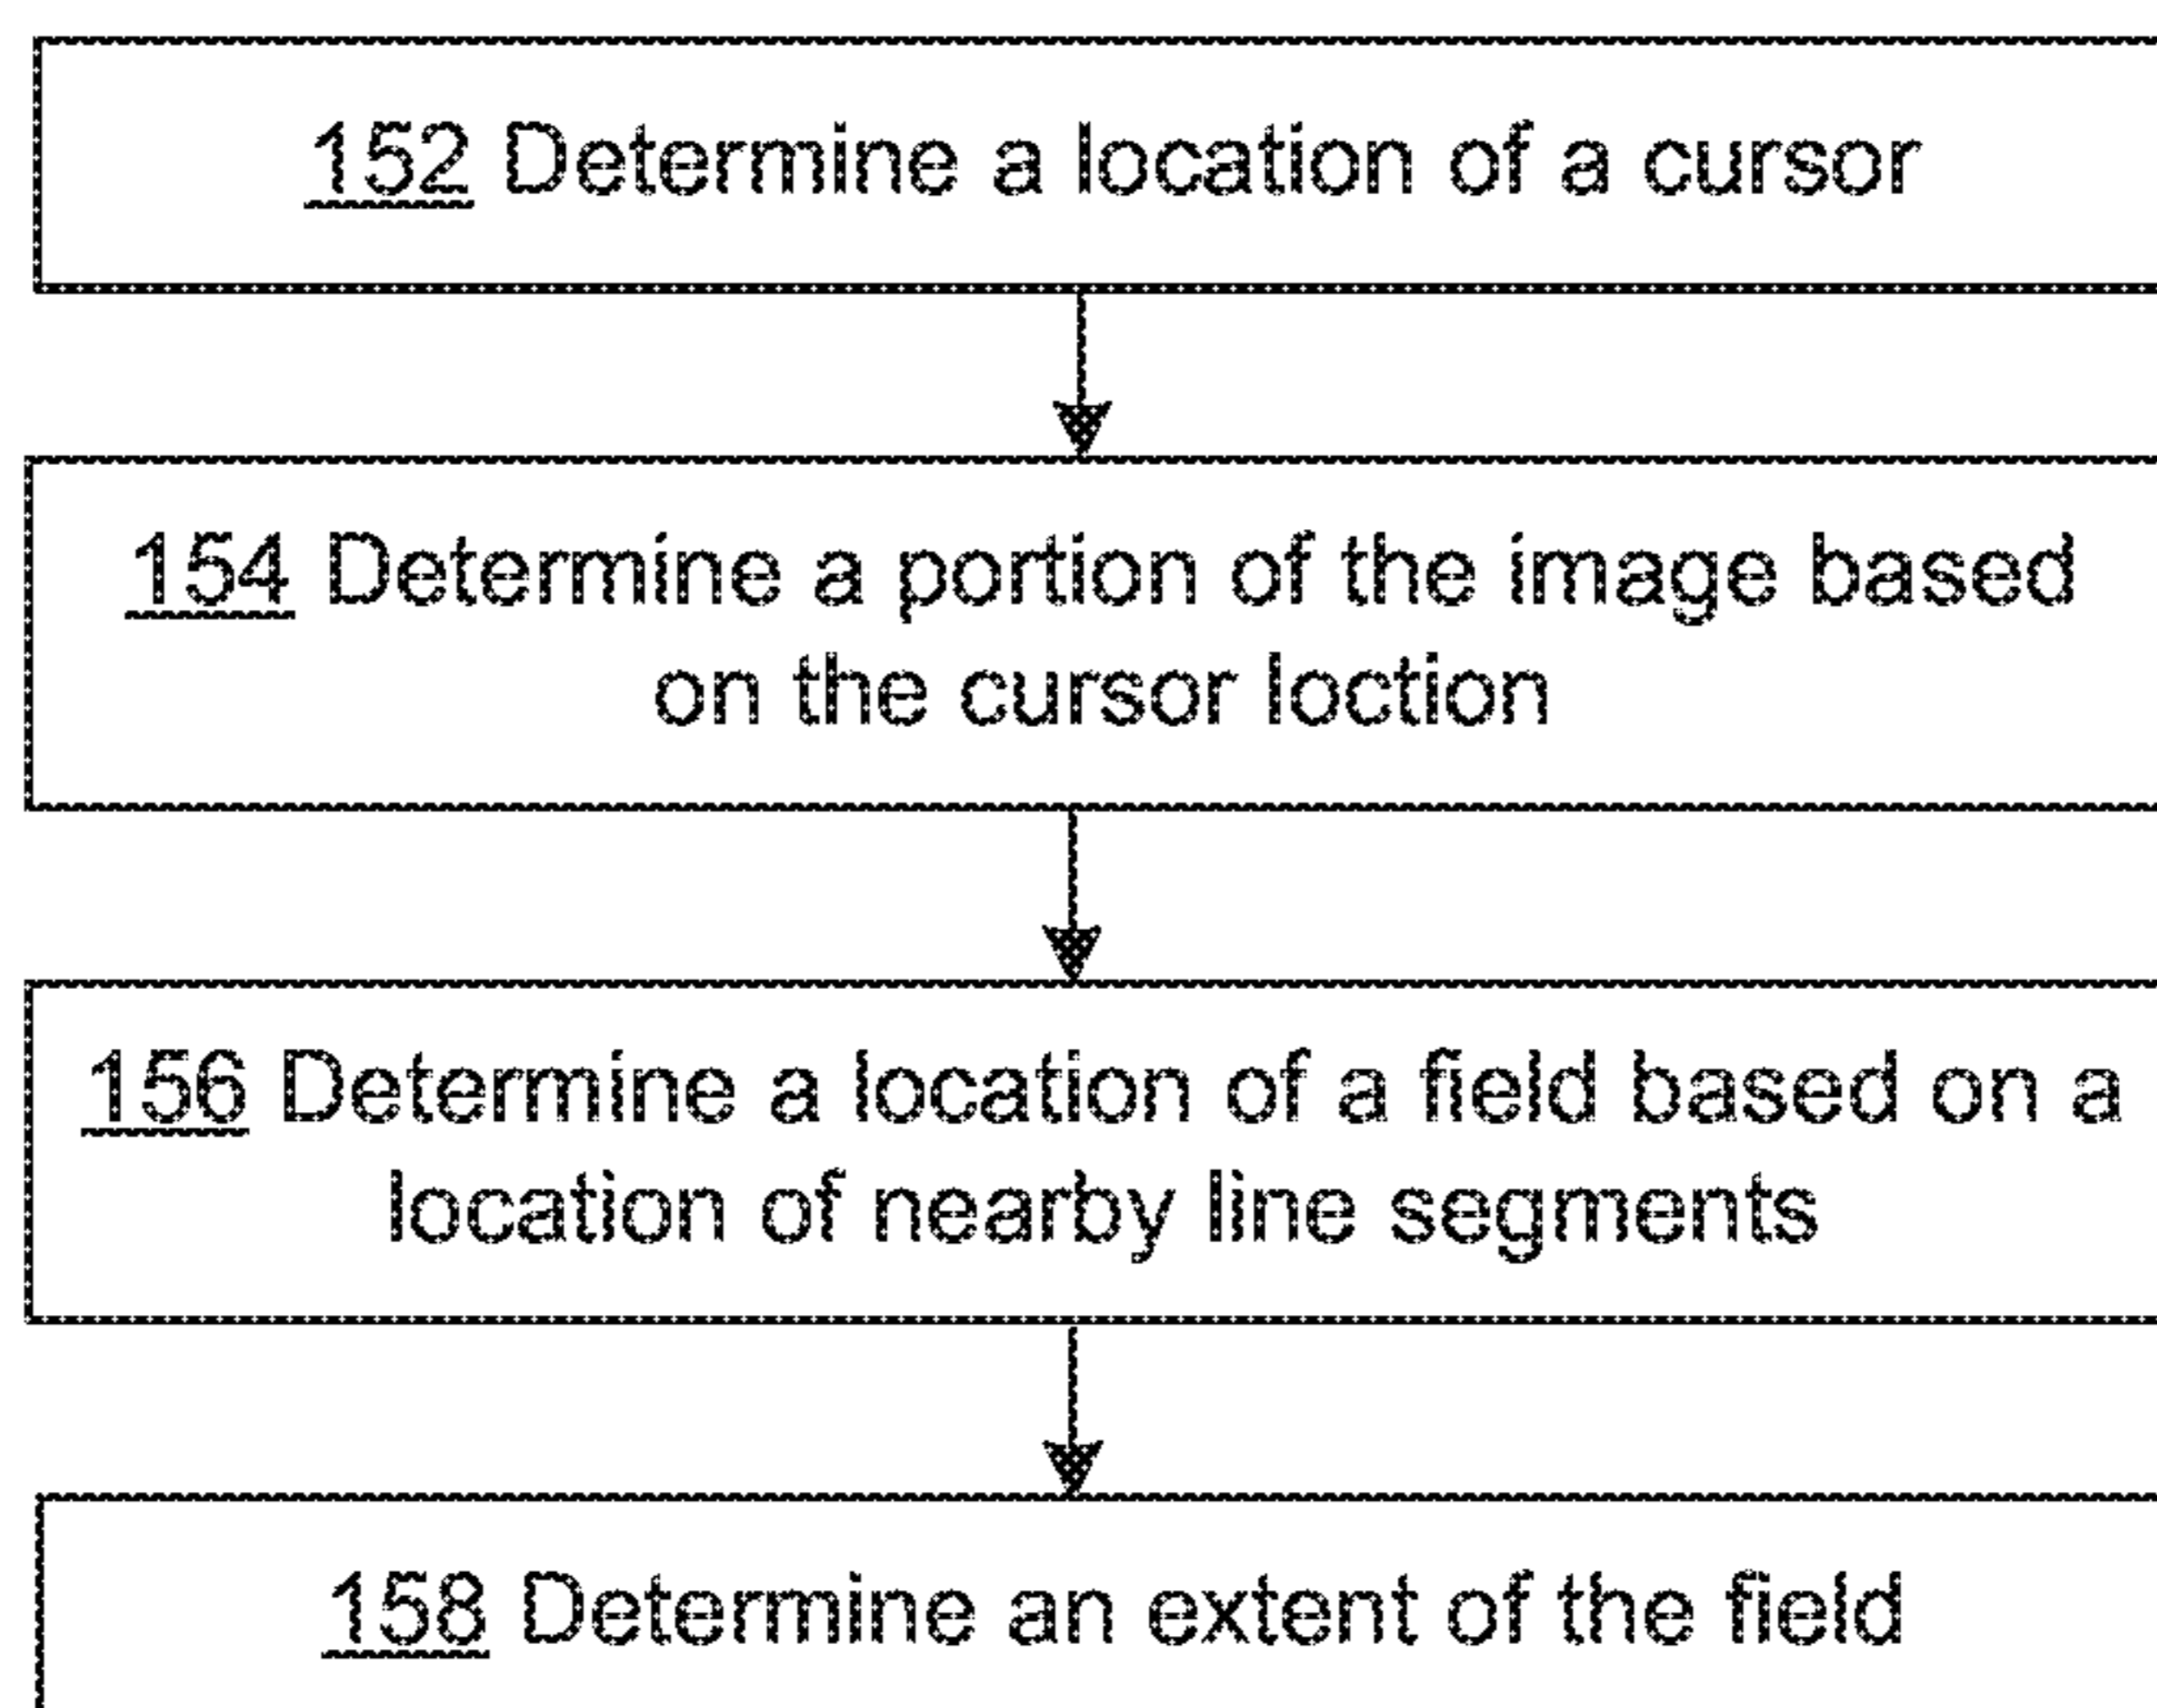 152 Determine a location of a cursor
154 Determine a portion of the image based
on the cursor loction
156 Determine a location of a field based on a
location of nearby line segments
158 Determine an extent of the field